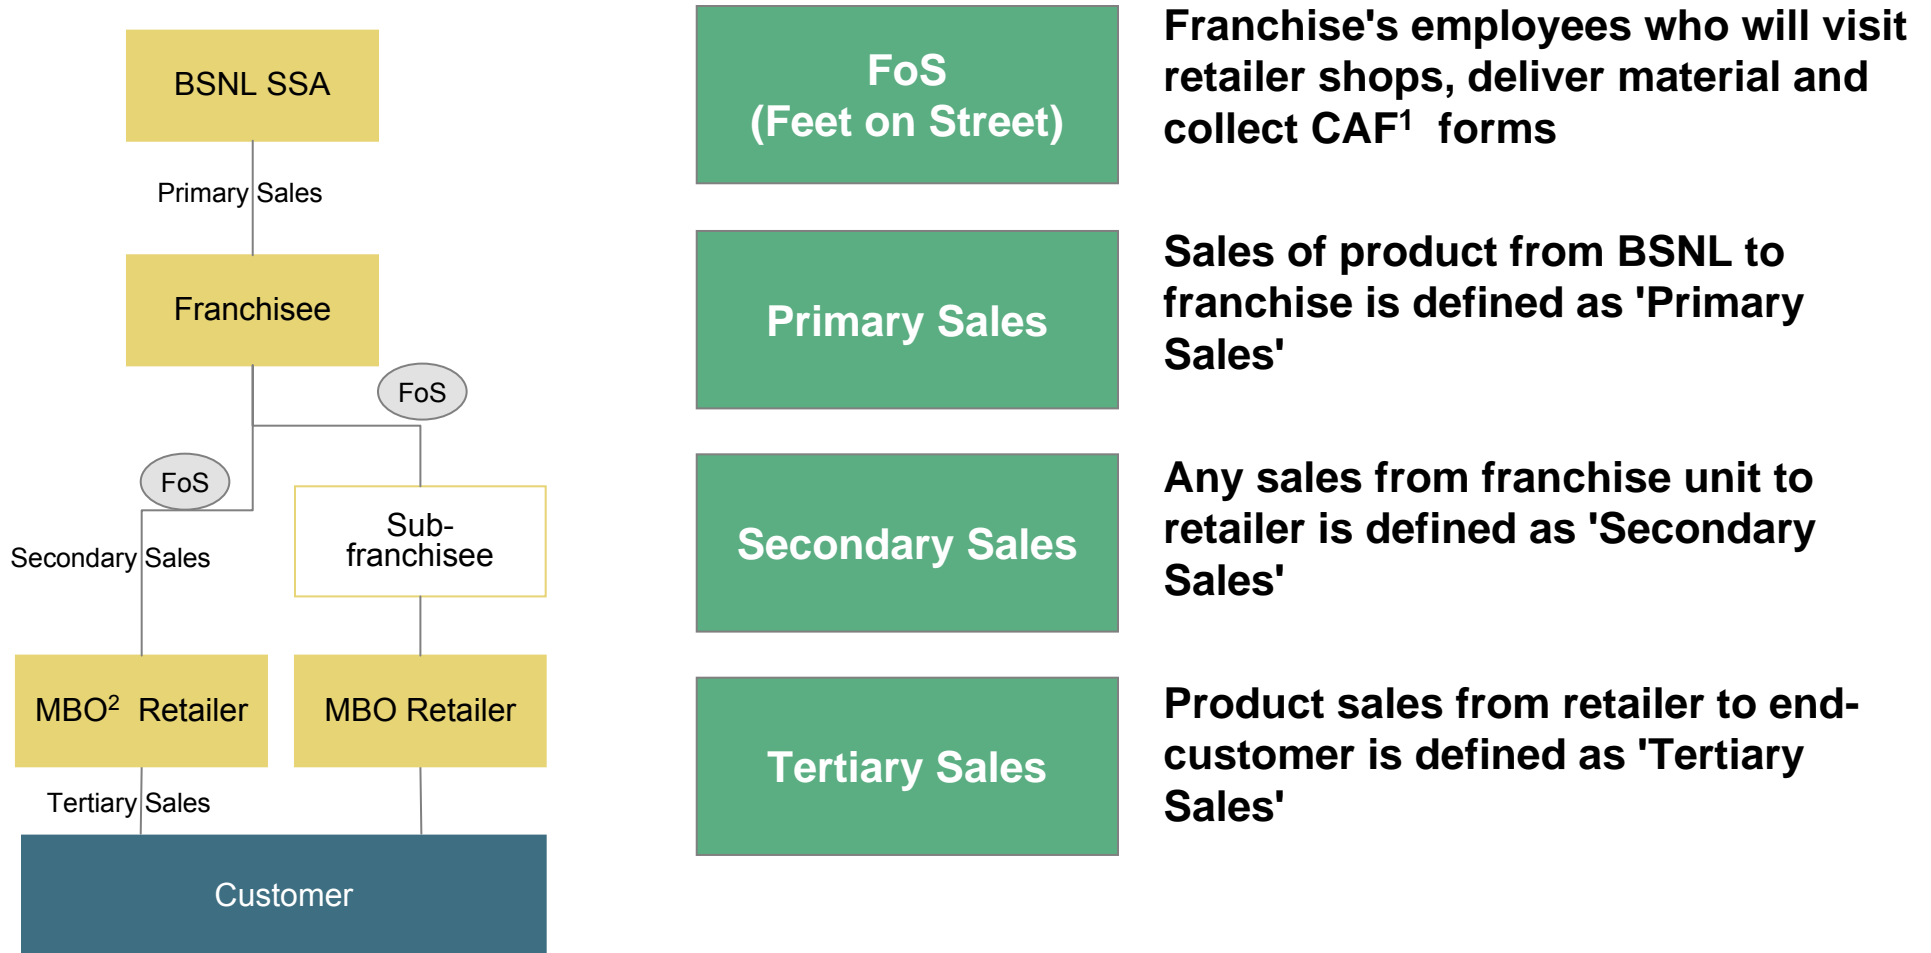 BSNL SSA
Primary Sales
Franchisee
FoS
FoS
Sub-
franchisee
Secondary Sales
MBO² Retailer
MBO Retailer
Tertiary Sales
Customer
FoS
(Feet on Street)
Franchise's employees who will visit
retailer shops, deliver material and
collect CAF¹ forms
Primary Sales
Sales of product from BSNL to
franchise is defined as 'Primary
Sales'
Secondary Sales
Any sales from franchise unit to
retailer is defined as 'Secondary
Sales'
Tertiary Sales
Product sales from retailer to end-
customer is defined as 'Tertiary
Sales'